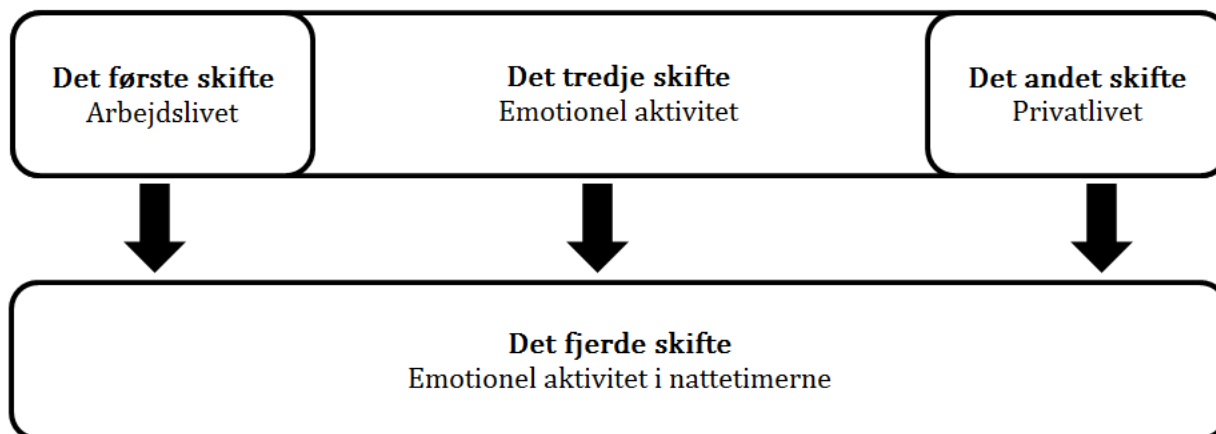 Det første skifte
Arbejdslivet
Det tredje skifte
Emotionel aktivitet
Det andet skifte
Privatlivet
Det fjerde skifte
Emotionel aktivitet i nattetimerne